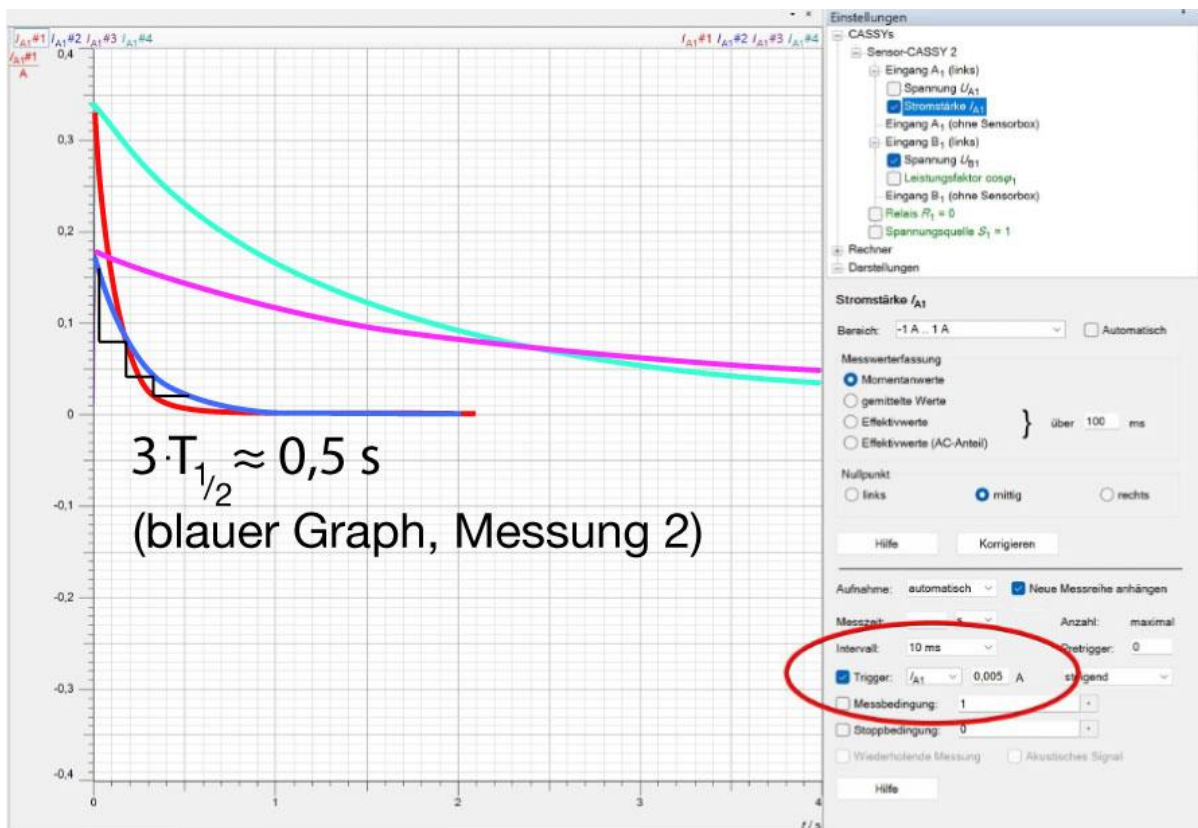 Einstellungen
I_A1#1 I_A1#2 I_A1#3 I_A1#4
I_A1#1 I_A1#2 I_A1#3 I_A1#4
I_A1#1
A
0,4
0,3
0,2
0,1
0
-0,1
-0,2
-0,3
-0,4
3·T_1/2 ≈ 0,5 s
(blauer Graph, Messung 2)
0 1 2 3 4
t / s
CASSYs
Sensor-CASSY 2
Eingang A₁ (links)
Spannung U_A1
Stromstärke I_A1
Eingang A₁ (ohne Sensorbox)
Eingang B₁ (links)
Spannung U_B1
Leistungsfaktor cosφ₁
Eingang B₁ (ohne Sensorbox)
Relais R₁ = 0
Spannungsquelle S₁ = 1
Rechner
Darstellungen
Stromstärke I_A1
Bereich: -1 A .. 1 A Automatisch
Messwerterfassung
Momentanwerte
gemittelte Werte
Effektivwerte } über 100 ms
Effektivwerte (AC-Anteil)
Nullpunkt
links mittig rechts
Hilfe Korrigieren
Aufnahme: automatisch Neue Messreihe anhängen
Messzeit: s Anzahl: maximal
Intervall: 10 ms Pretrigger: 0
Trigger: I_A1 0,005 A steigend
Messbedingung: 1
Stoppbedingung: 0
Wiederholende Messung Akustisches Signal
Hilfe